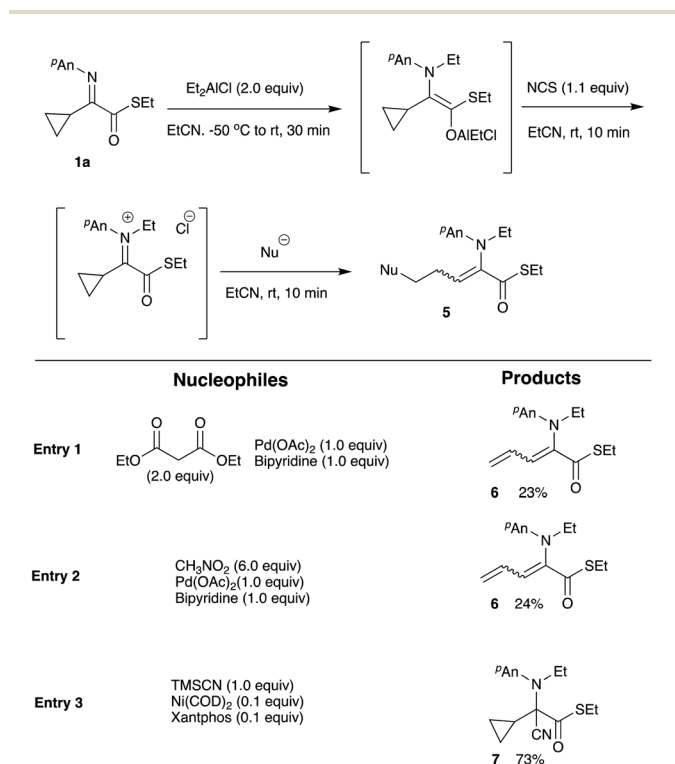 pAn
N
SEt
O
1a
Et2AlCl (2.0 equiv)
EtCN. -50 ºC to rt, 30 min
pAn
N
Et
SEt
OAlEtCl
NCS (1.1 equiv)
EtCN, rt, 10 min
pAn
⊕
N
Et
Cl⊖
SEt
O
Nu⊖
EtCN, rt, 10 min
pAn
N
Et
Nu
SEt
O
5
Nucleophiles
Products
Entry 1
O O
EtO OEt
(2.0 equiv)
Pd(OAc)2 (1.0 equiv)
Bipyridine (1.0 equiv)
pAn
N
Et
SEt
O
6 23%
Entry 2
CH3NO2 (6.0 equiv)
Pd(OAc)2(1.0 equiv)
Bipyridine (1.0 equiv)
pAn
N
Et
SEt
O
6 24%
Entry 3
TMSCN (1.0 equiv)
Ni(COD)2 (0.1 equiv)
Xantphos (0.1 equiv)
pAn
N
Et
SEt
CN
O
7 73%